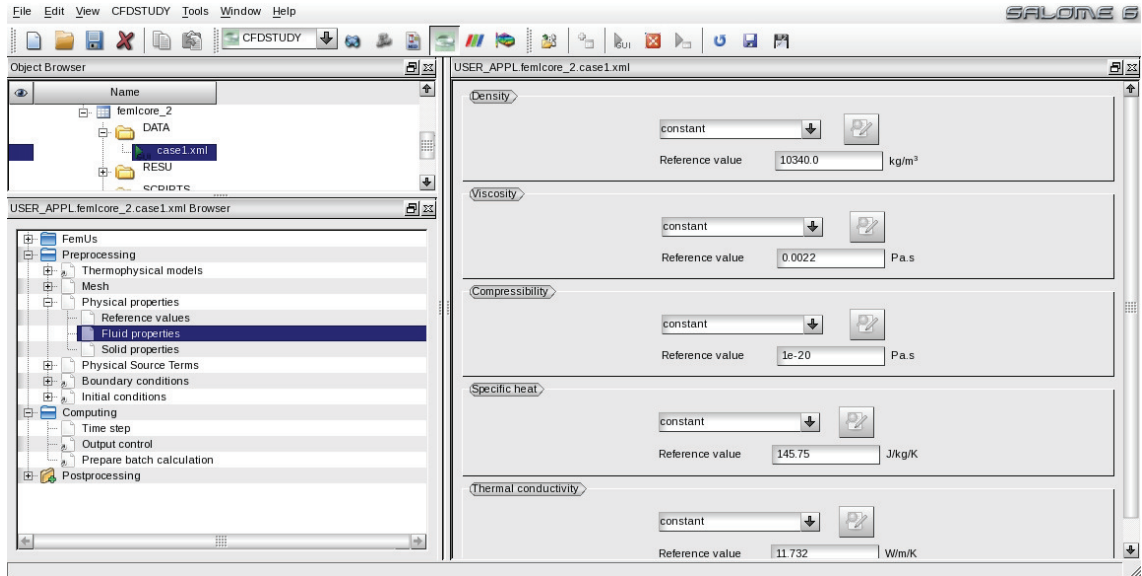 File Edit View CFDSTUDY Tools Window Help
SALOME 6
CFDSTUDY
GUI
Object Browser
Name
femlcore_2
DATA
case1.xml
RESU
SCRIPTS
USER_APPL.femlcore_2.case1.xml Browser
FemUs
Preprocessing
Thermophysical models
Mesh
Physical properties
Reference values
Fluid properties
Solid properties
Physical Source Terms
Boundary conditions
Initial conditions
Computing
Time step
Output control
Prepare batch calculation
Postprocessing
USER_APPL.femlcore_2.case1.xml
Density
constant
Reference value 10340.0 kg/m³
Viscosity
constant
Reference value 0.0022 Pa.s
Compressibility
constant
Reference value 1e-20 Pa.s
Specific heat
constant
Reference value 145.75 J/kg/K
Thermal conductivity
constant
Reference value 11.732 W/m/K